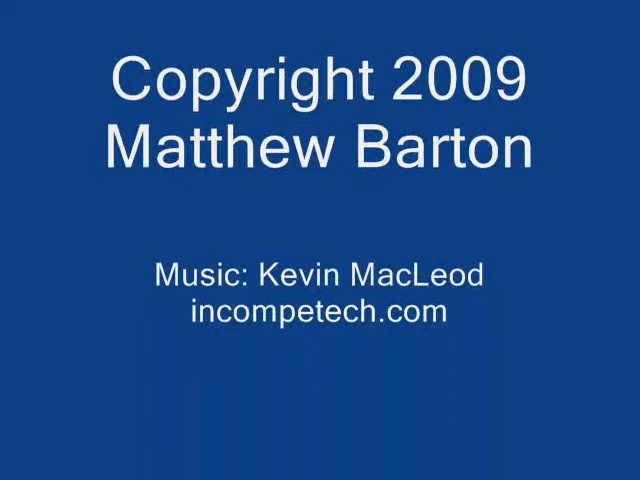 Copyright 2009
Matthew Barton
Music: Kevin MacLeod
incompetech.com